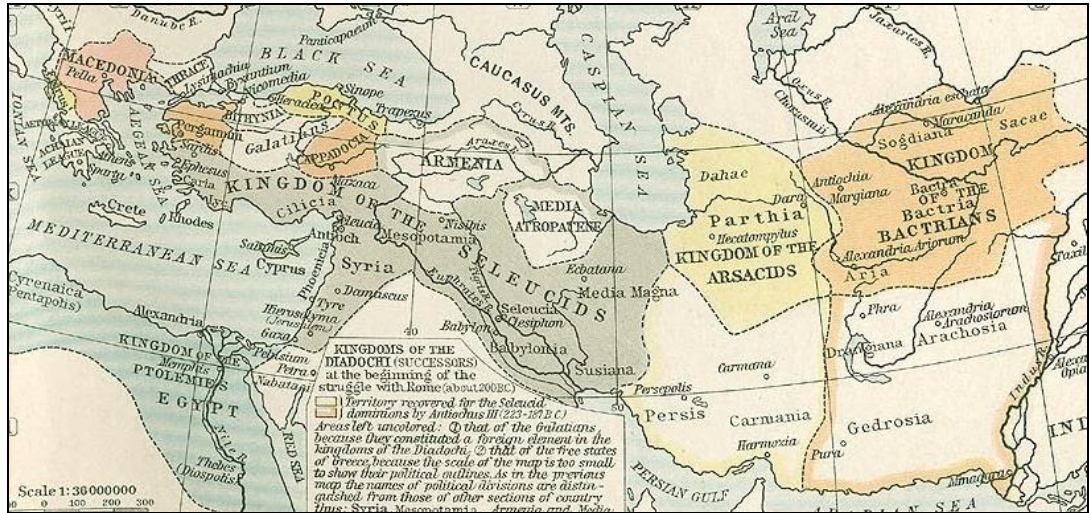 Danube R.
Aral
Sea
Jaxartes R.
Panticapaeum
BLACK SEA
CASPIAN SEA
CAUCASUS MTS.
MACEDONIA
Pella
THRACE
Lysimachia
Byzantium
Nicomedia
Heraclea
Sinope
PONTUS
Trapezus
Cyrus R.
Oxus R.
Chorasmii
Alexandria eschata
Maracanda
Sogdiana
Sacae
KINGDOM
OF THE
BACTRIANS
Bactra
Bactria
IONIAN SEA
Epirus
ACHAIAN
LEAGUE
AEGEAN SEA
Athens
Sparta
Pergamum
Sardis
Ephesus
Caria
BITHYNIA
Galatians
CAPPADOCIA
Mazaca
Araxes R.
ARMENIA
MEDIA
ATROPATENE
Dahae
Antiochia
Margiana
Dara
Parthia
Hecatompylus
KINGDOM OF THE
ARSACIDS
Alexandria Ariorum
Aria
KINGDOM OF THE SELEUCIDS
Cilicia
Crete
Rhodes
Seleucia
Antioch
Nisibis
Mesopotamia
MEDITERRANEAN SEA
Salamis
Cyprus
Syria
Phoenicia
Ecbatana
Media Magna
Euphrates R.
Tigris R.
Seleucia
Ctesiphon
Babylon
Babylonia
Susiana
Cyrenaica
(Pentapolis)
Damascus
Tyre
Hierosolyma
(Jerusalem)
Gaza
Alexandria
Pelusium
Petra
Nabataei
KINGDOM OF THE
PTOLEMIES
Memphis
EGYPT
Nile R.
RED SEA
Thebes
(Diospolis)
Phra
Alexandria
Arachosiorum
Arachosia
Drangiana
Indus R.
Carmana
Persepolis
Persis
Carmania
Harmozia
Gedrosia
Pura
Minagara
PERSIAN GULF
40
KINGDOMS OF THE
DIADOCHI (SUCCESSORS)
at the beginning of the
struggle with Rome (about 200 B.C.)
Territory recovered for the Seleucid
dominions by Antiochus III (223-187 B.C.)
Areas left uncolored: ① that of the Galatians,
because they constituted a foreign element in the
kingdoms of the Diadochi, ② that of the free states
of Greece, because the scale of the map is too small
to show their political outlines. As in the previous
map the names of political divisions are distin-
guished from those of other sections of country
thus: Syria, Mesopotamia, Armenia and Media
Scale 1:36000000
0 100 200 300